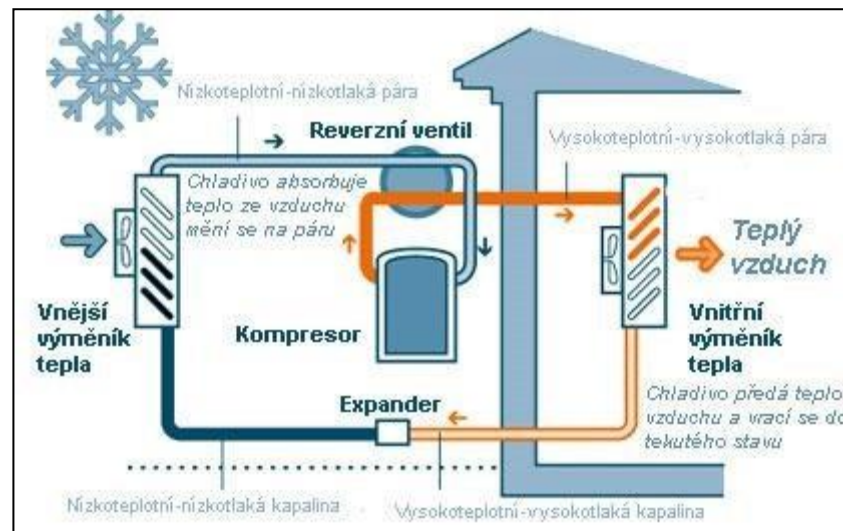 Nízkoteplotní-nízkotlaká pára
Reverzní ventil
Vysokoteplotní-vysokotlaká pára
Chladivo absorbuje
teplo ze vzduchu
mění se na páru
Teplý
vzduch
Vnější
výměník
tepla
Kompresor
Vnitřní
výměník
tepla
Expander
Chladivo předá teplo
vzduchu a vrací se do
tekutého stavu
Nízkoteplotní-nízkotlaká kapalina
Vysokoteplotní-vysokotlaká kapalina